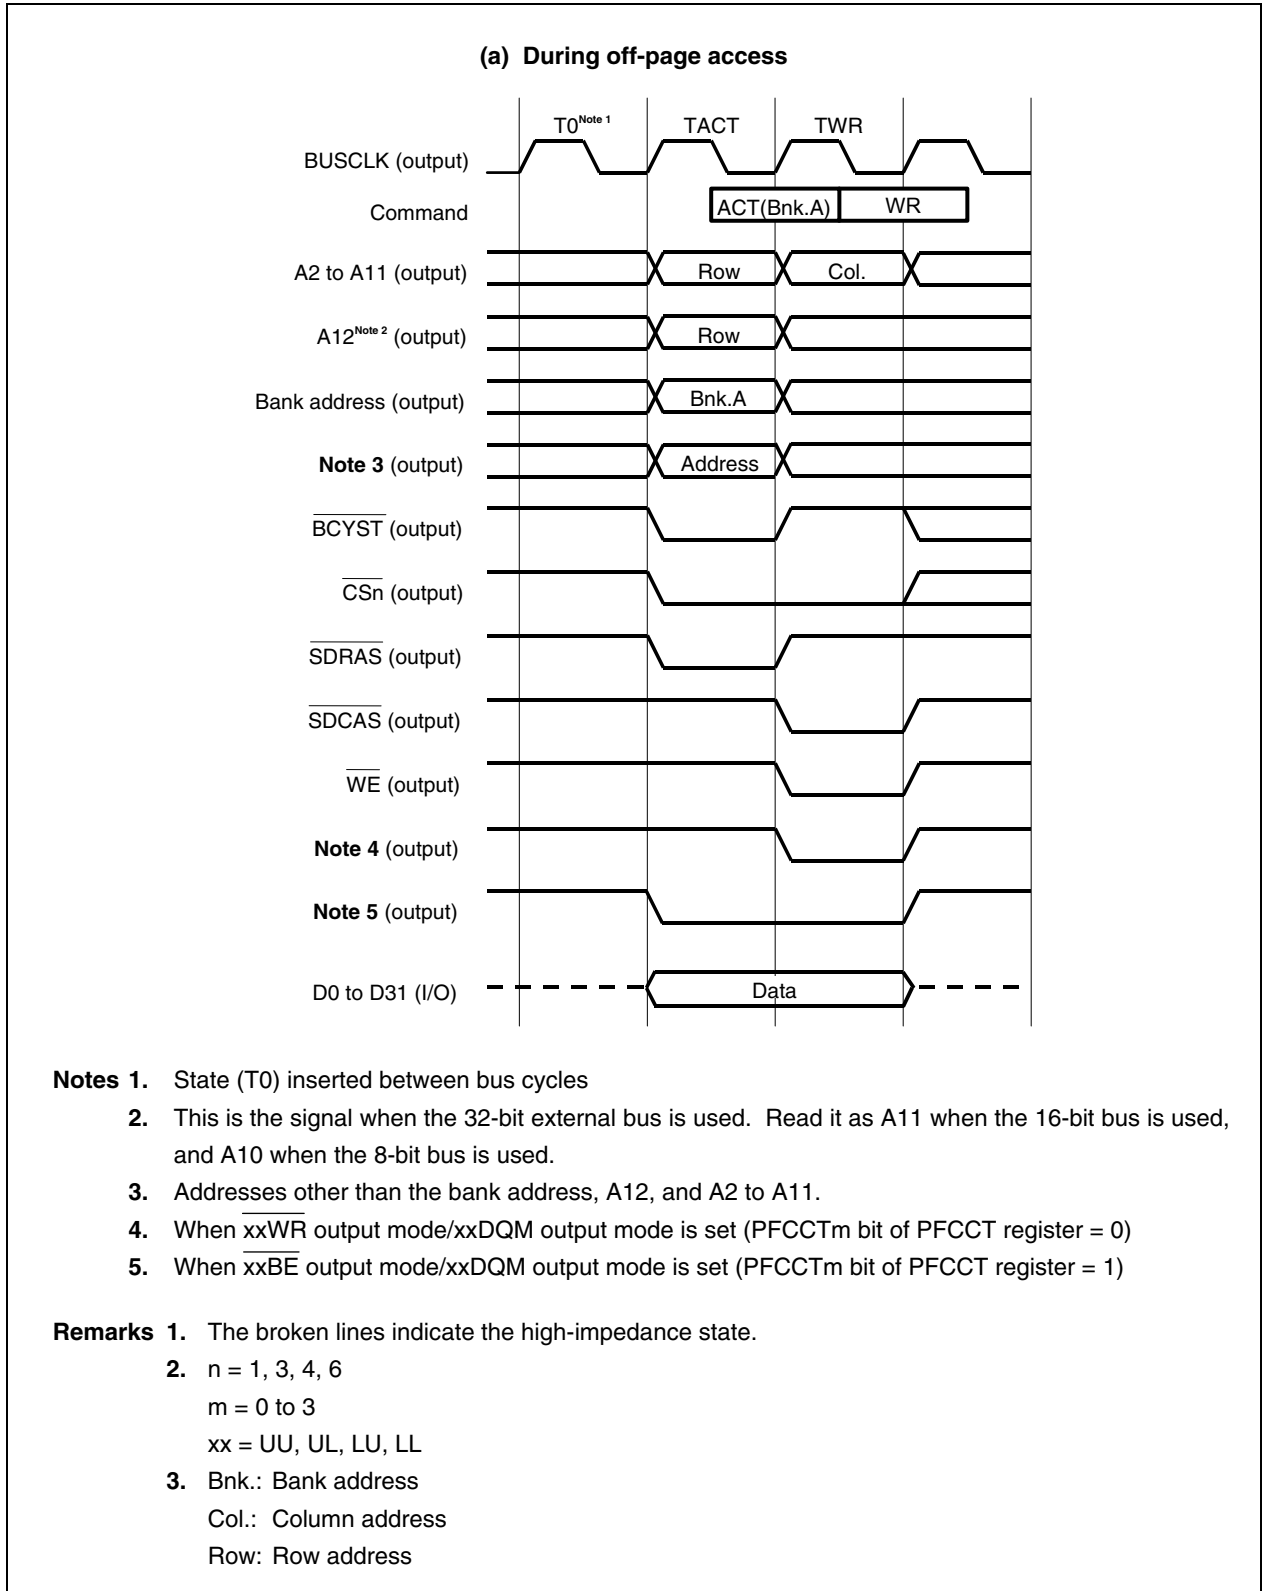 (a) During off-page access
T0Note 1 TACT TWR
BUSCLK (output)
Command ACT(Bnk.A) WR
A2 to A11 (output) Row Col.
A12Note 2 (output) Row
Bank address (output) Bnk.A
Note 3 (output) Address
BCYST (output)
CSn (output)
SDRAS (output)
SDCAS (output)
WE (output)
Note 4 (output)
Note 5 (output)
D0 to D31 (I/O) Data
Notes 1. State (T0) inserted between bus cycles
2. This is the signal when the 32-bit external bus is used. Read it as A11 when the 16-bit bus is used,
and A10 when the 8-bit bus is used.
3. Addresses other than the bank address, A12, and A2 to A11.
4. When xxWR output mode/xxDQM output mode is set (PFCCTm bit of PFCCT register = 0)
5. When xxBE output mode/xxDQM output mode is set (PFCCTm bit of PFCCT register = 1)
Remarks 1. The broken lines indicate the high-impedance state.
2. n = 1, 3, 4, 6
m = 0 to 3
xx = UU, UL, LU, LL
3. Bnk.: Bank address
Col.: Column address
Row: Row address